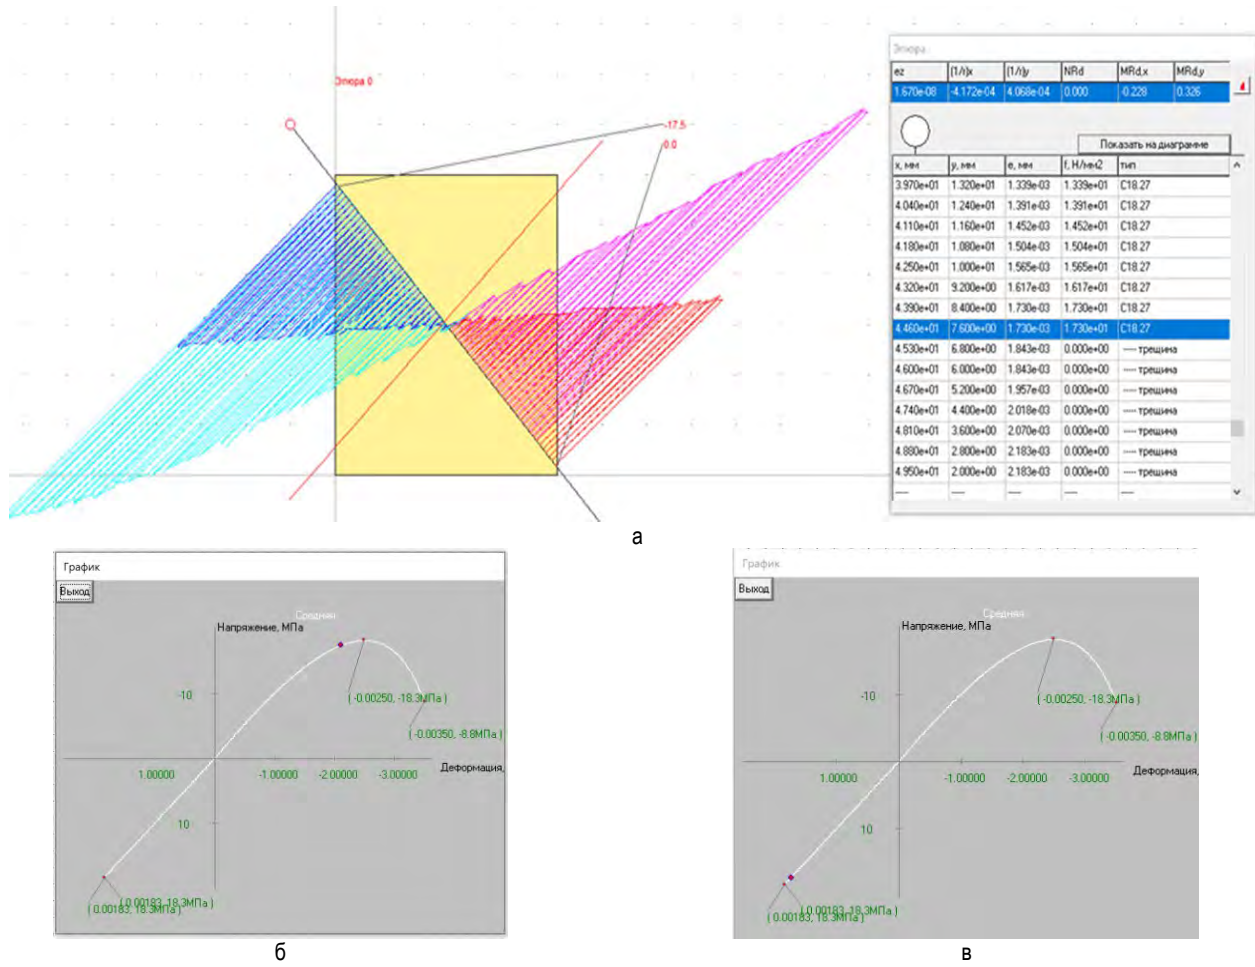 Эпюра 0
-17.5
0.0
Эпюра
ez (1/r)x (1/r)y NRd MRd,x MRd,y
1.670e-08 -4.172e-04 4.068e-04 0.000 -0.228 0.326
Показать на диаграмме
x, мм y, мм e, мм f, Н/мм2 тип
3.970e+01 1.320e+01 1.339e-03 1.339e+01 C18.27
4.040e+01 1.240e+01 1.391e-03 1.391e+01 C18.27
4.110e+01 1.160e+01 1.452e-03 1.452e+01 C18.27
4.180e+01 1.080e+01 1.504e-03 1.504e+01 C18.27
4.250e+01 1.000e+01 1.565e-03 1.565e+01 C18.27
4.320e+01 9.200e+00 1.617e-03 1.617e+01 C18.27
4.390e+01 8.400e+00 1.730e-03 1.730e+01 C18.27
4.460e+01 7.600e+00 1.730e-03 1.730e+01 C18.27
4.530e+01 6.800e+00 1.843e-03 0.000e+00 ---- трещина
4.600e+01 6.000e+00 1.843e-03 0.000e+00 ---- трещина
4.670e+01 5.200e+00 1.957e-03 0.000e+00 ---- трещина
4.740e+01 4.400e+00 2.018e-03 0.000e+00 ---- трещина
4.810e+01 3.600e+00 2.070e-03 0.000e+00 ---- трещина
4.880e+01 2.800e+00 2.183e-03 0.000e+00 ---- трещина
4.950e+01 2.000e+00 2.183e-03 0.000e+00 ---- трещина
---- ---- ---- ---- ----
а
График
Выход
Средняя
Напряжение, МПа
-10
( -0.00250, -18.3МПа )
( -0.00350, -8.8МПа )
1.00000 -1.00000 -2.00000 -3.00000
Деформация,
10
( 0.00183, 18.3МПа )
( 0.00183, 18.3МПа )
б
График
Выход
Средняя
Напряжение, МПа
-10
( -0.00250, -18.3МПа )
( -0.00350, -8.8МПа )
1.00000 -1.00000 -2.00000 -3.00000
Деформация,
10
( 0.00183, 18.3МПа )
( 0.00183, 18.3МПа )
в